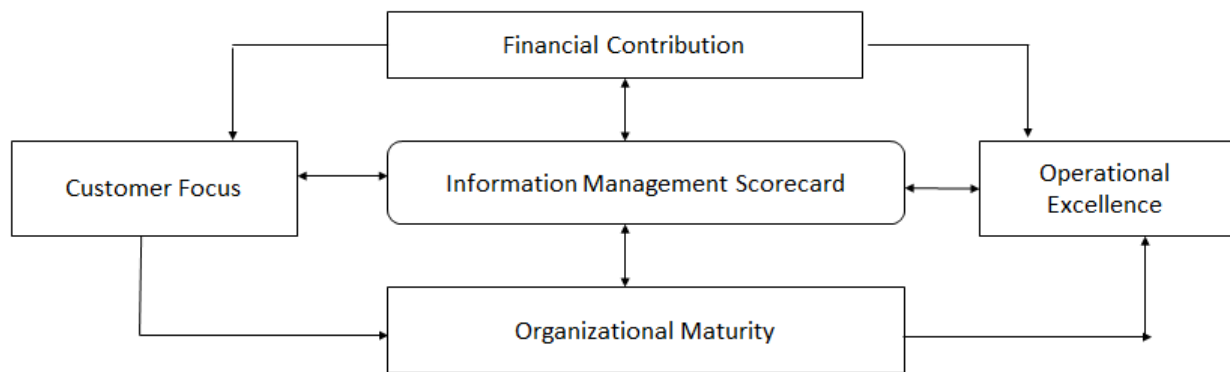 Financial Contribution
Customer Focus
Information Management Scorecard
Operational
Excellence
Organizational Maturity